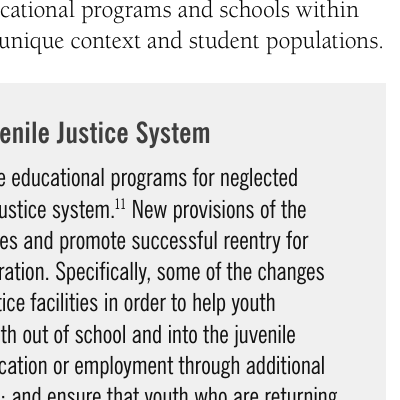 cational programs and schools within
unique context and student populations.
enile Justice System
e educational programs for neglected
ustice system.11 New provisions of the
es and promote successful reentry for
ration. Specifically, some of the changes
tice facilities in order to help youth
th out of school and into the juvenile
cation or employment through additional
; and ensure that youth who are returning